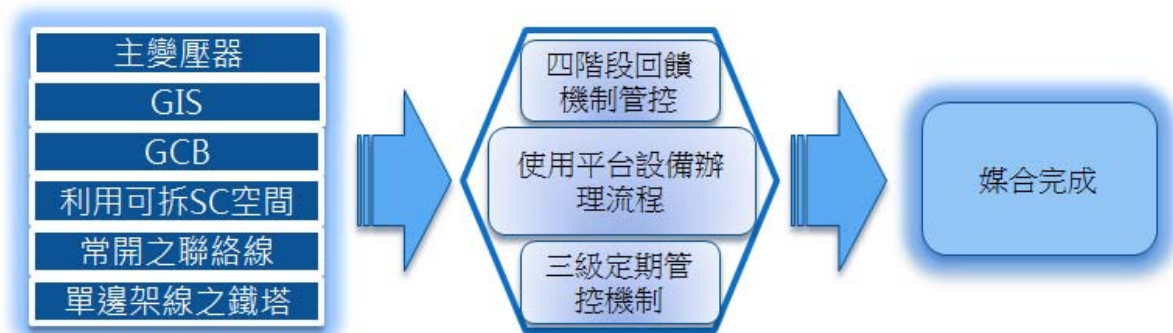 主變壓器
GIS
GCB
利用可拆SC空間
常開之聯絡線
單邊架線之鐵塔
四階段回饋
機制管控
使用平台設備辦
理流程
三級定期管
控機制
媒合完成